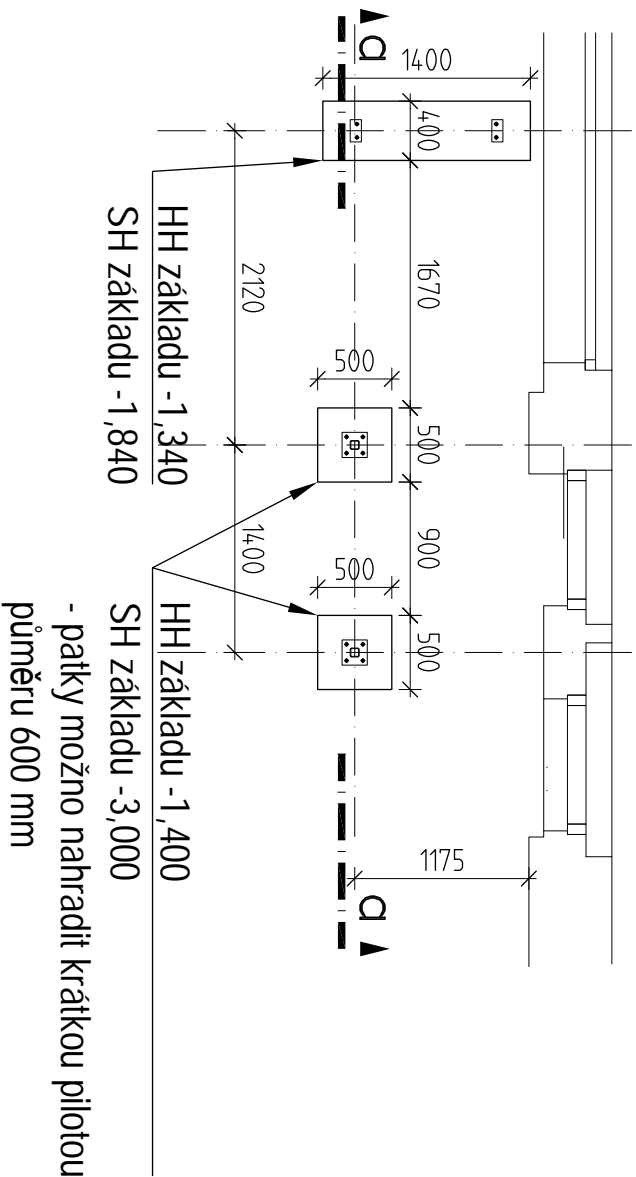 a
1400
400
1670
500
900
500
500
500
2120
1400
1175
a
HH základu -1,340
SH základu -1,840
HH základu -1,400
SH základu -3,000
- patky možno nahradit krátkou pilotou
půměru 600 mm